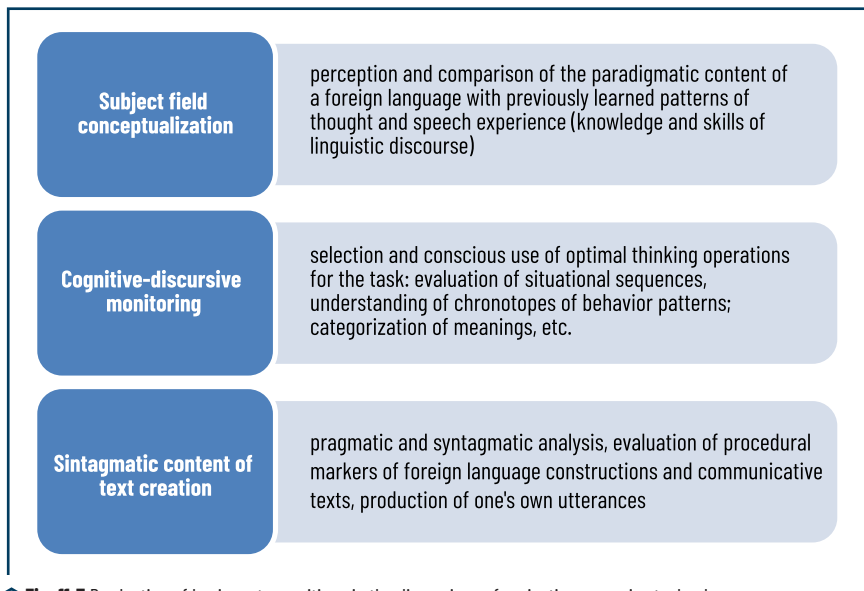 Subject field
conceptualization
perception and comparison of the paradigmatic content of
a foreign language with previously learned patterns of
thought and speech experience (knowledge and skills of
linguistic discourse)
Cognitive-discursive
monitoring
selection and conscious use of optimal thinking operations
for the task: evaluation of situational sequences,
understanding of chronotopes of behavior patterns;
categorization of meanings, etc.
Sintagmatic content of
text creation
pragmatic and syntagmatic analysis, evaluation of procedural
markers of foreign language constructions and communicative
texts, production of one's own utterances